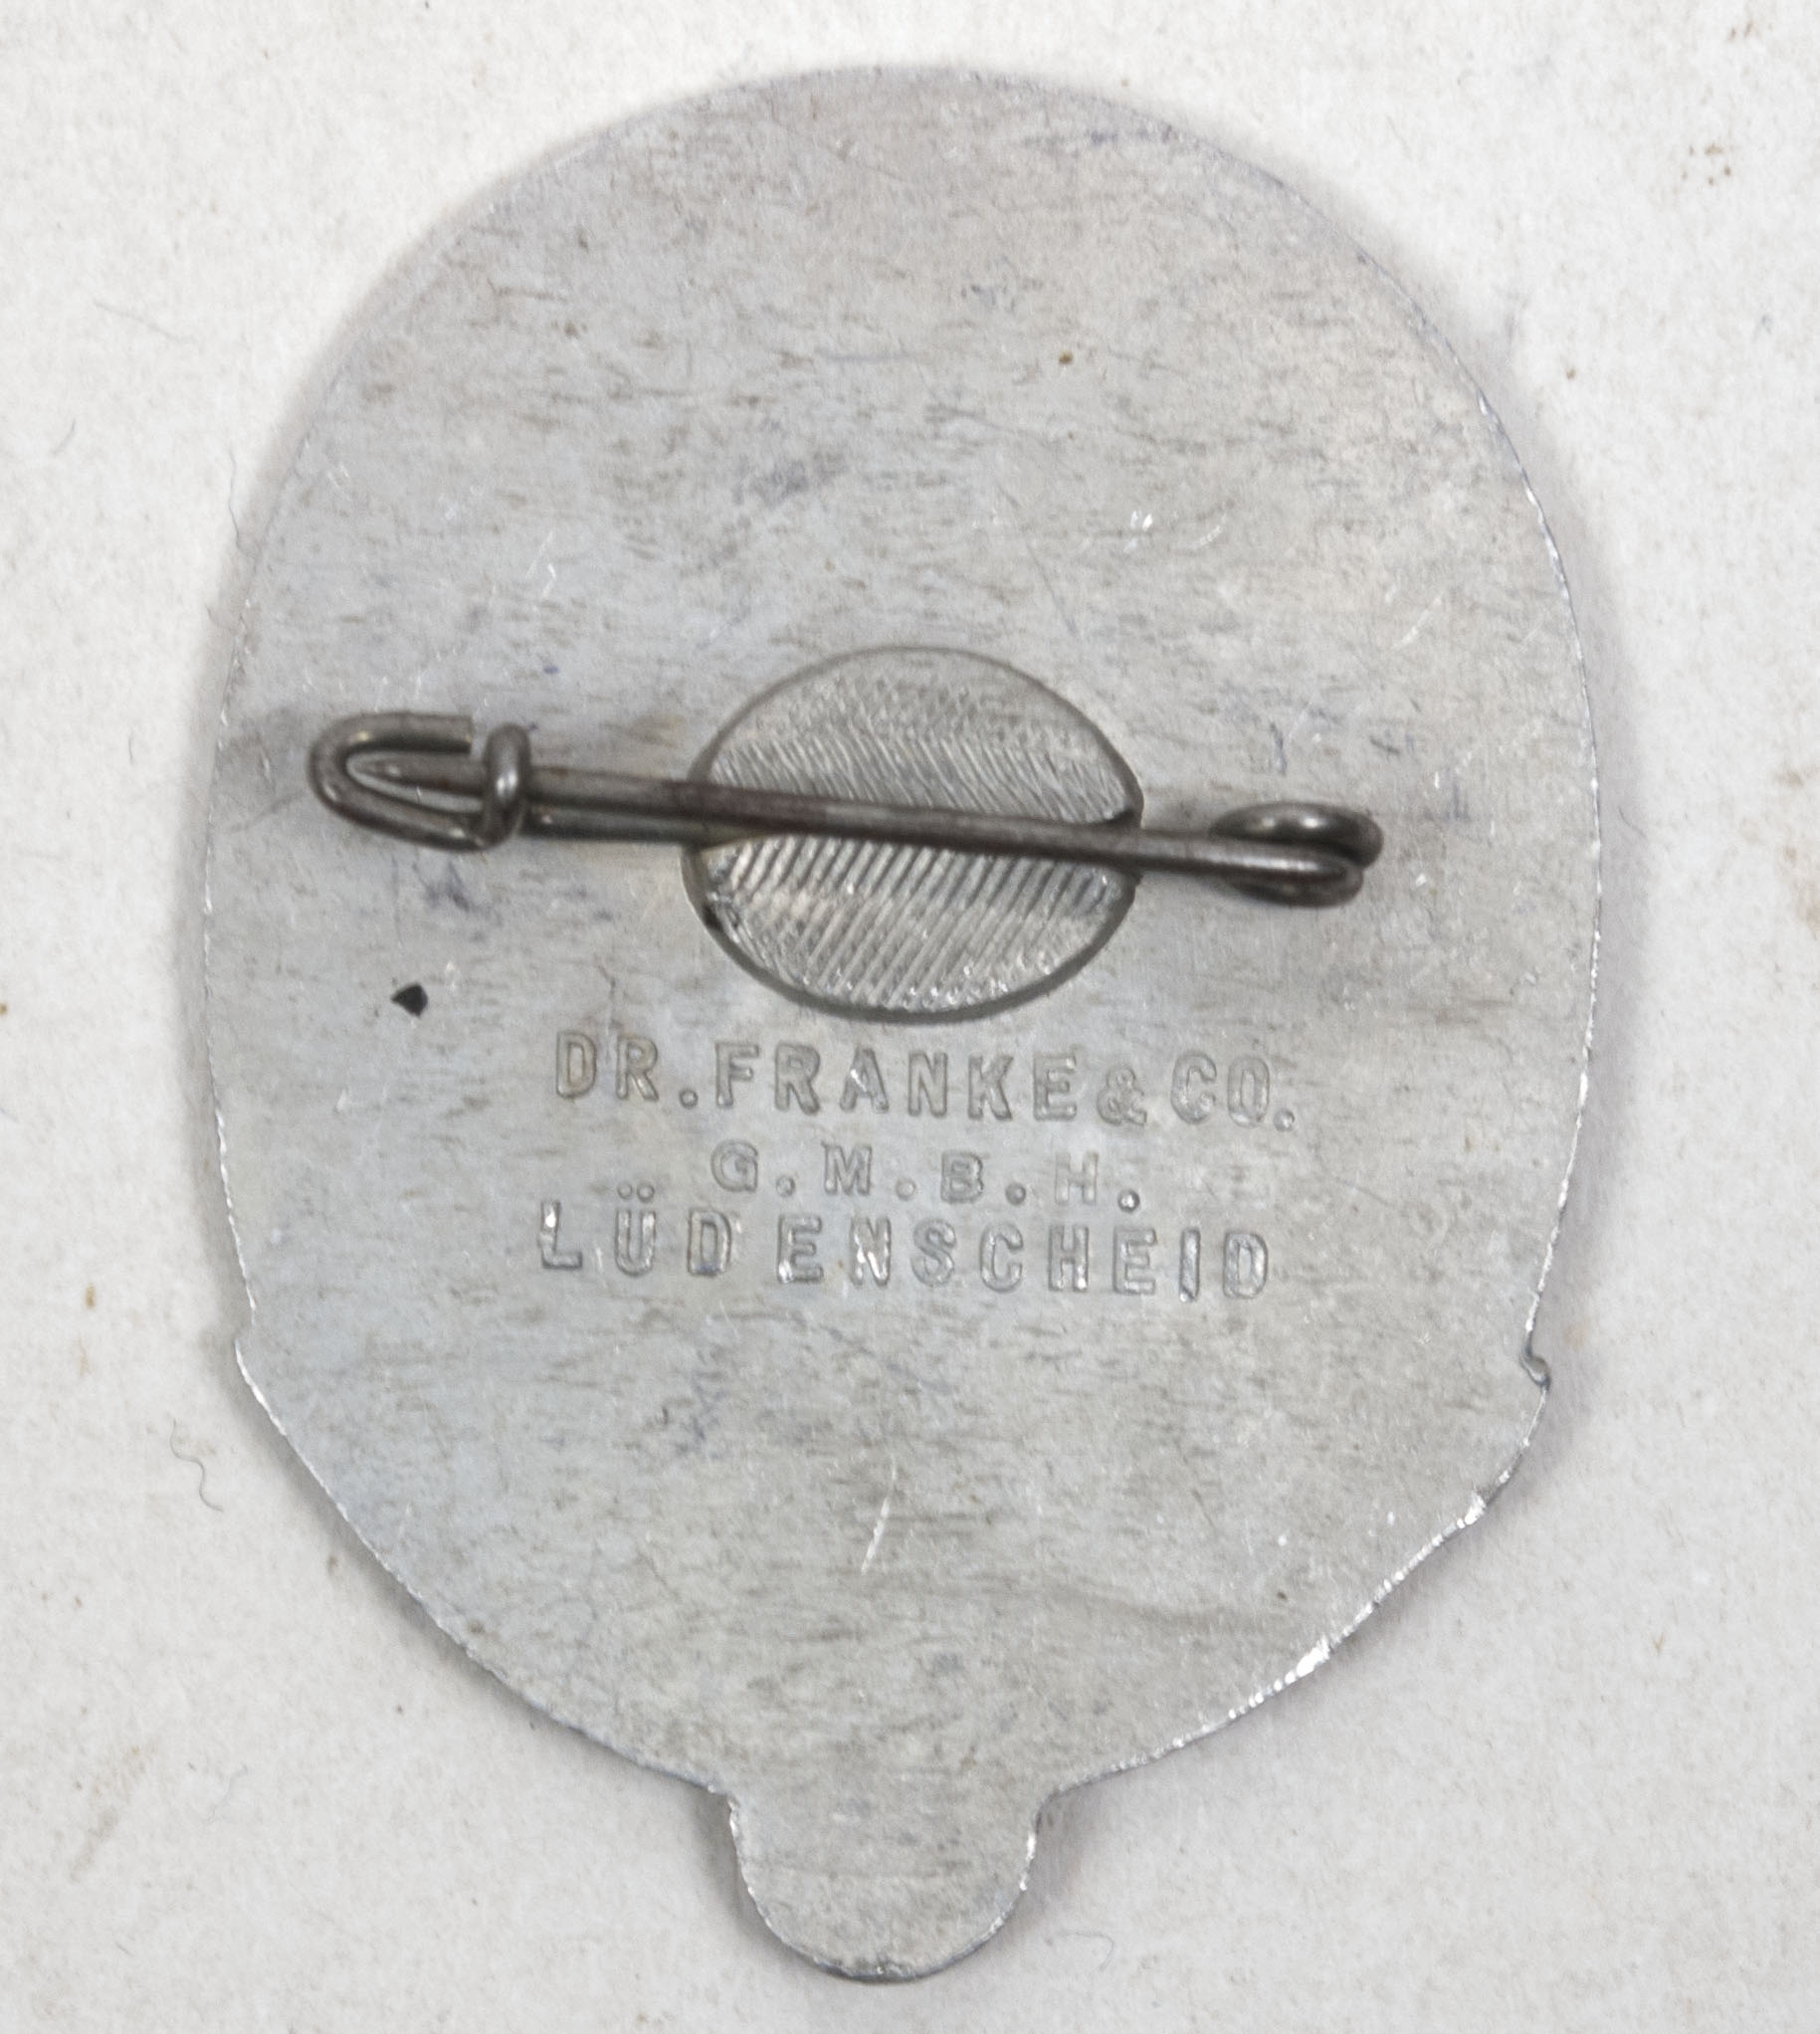 DR.FRANKE & CO.
G.M.B.H.
LÜDENSCHEID